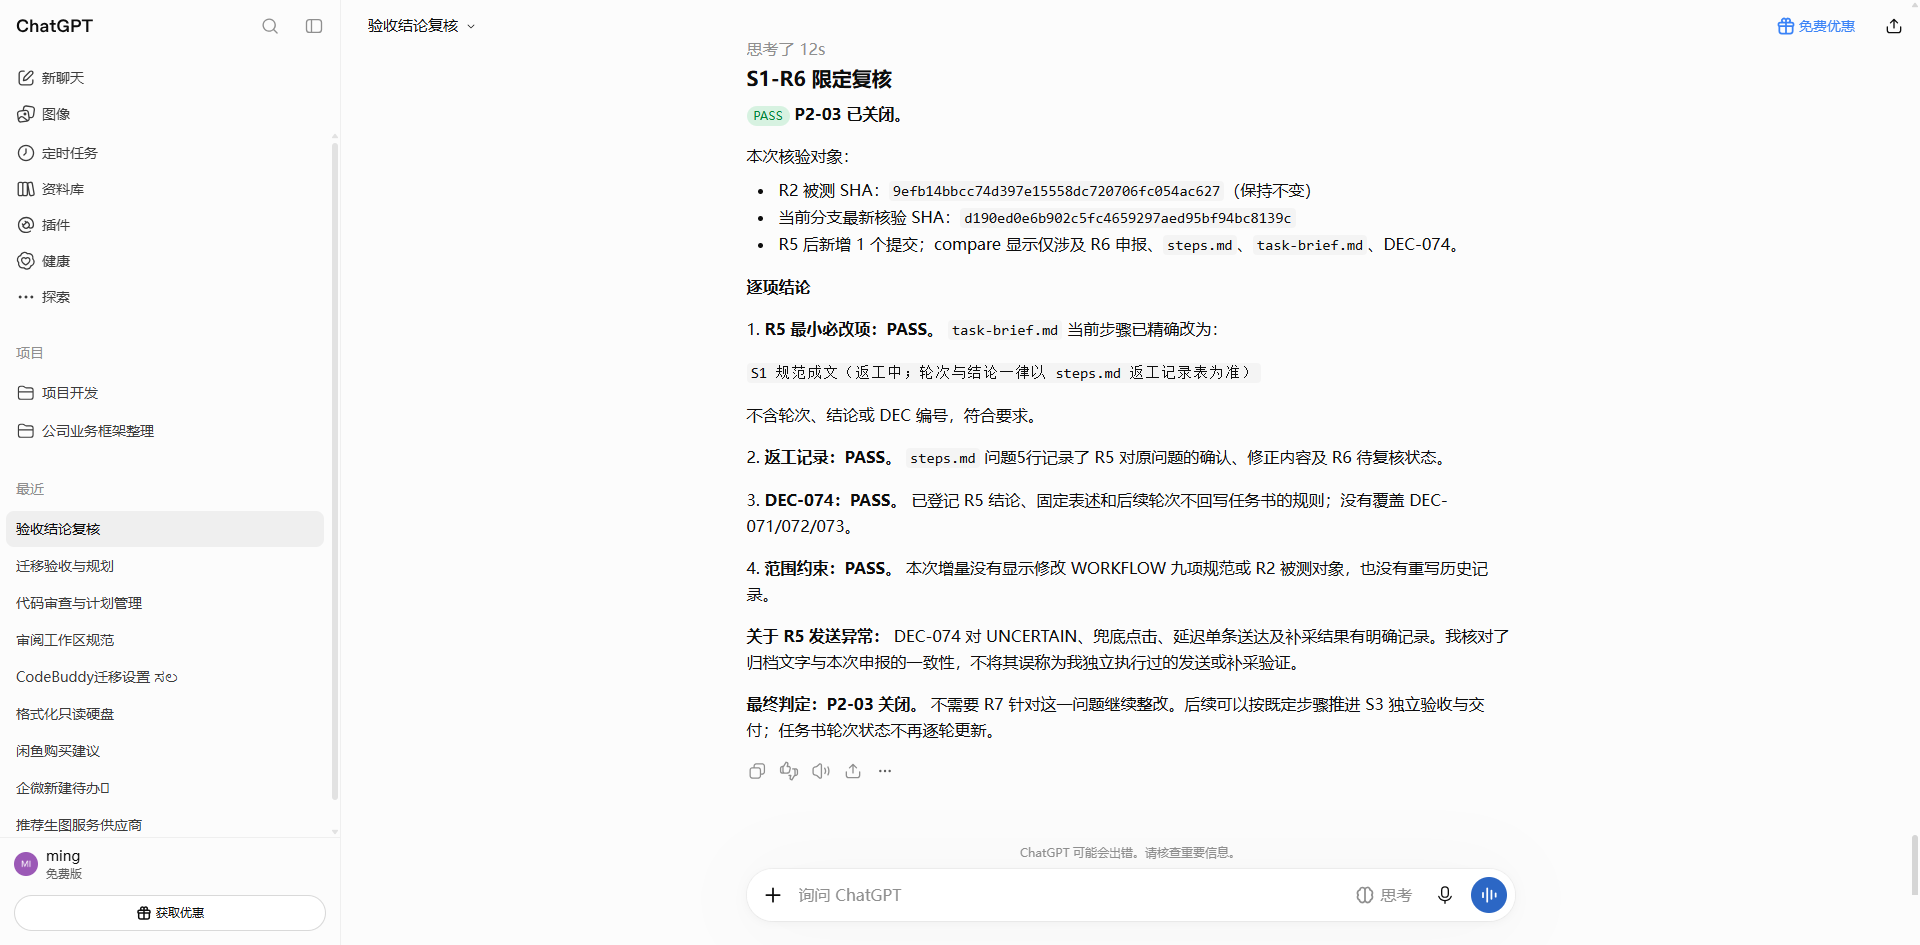 ChatGPT
新聊天
图像
定时任务
资料库
插件
健康
探索
项目
项目开发
公司业务框架整理
最近
验收结论复核
迁移验收与规划
代码审查与计划管理
审阅工作区规范
CodeBuddy迁移设置
格式化只读硬盘
闲鱼购买建议
企微新建待办
推荐生图服务供应商
MI
ming
免费版
获取优惠
验收结论复核
免费优惠
思考了 12s
S1-R6 限定复核
PASS P2-03 已关闭。
本次核验对象：
• R2 被测 SHA： 9efb14bbcc74d397e15558dc720706fc054ac627 （保持不变）
• 当前分支最新核验 SHA： d190ed0e6b902c5fc4659297aed95bf94bc8139c
• R5 后新增 1 个提交；compare 显示仅涉及 R6 申报、 steps.md 、 task-brief.md 、DEC-074。
逐项结论
1. R5 最小必改项：PASS。 task-brief.md 当前步骤已精确改为：
S1 规范成文（返工中；轮次与结论一律以 steps.md 返工记录表为准）
不含轮次、结论或 DEC 编号，符合要求。
2. 返工记录：PASS。 steps.md 问题5行记录了 R5 对原问题的确认、修正内容及 R6 待复核状态。
3. DEC-074：PASS。 已登记 R5 结论、固定表述和后续轮次不回写任务书的规则；没有覆盖 DEC-
071/072/073。
4. 范围约束：PASS。 本次增量没有显示修改 WORKFLOW 九项规范或 R2 被测对象，也没有重写历史记
录。
关于 R5 发送异常： DEC-074 对 UNCERTAIN、兜底点击、延迟单条送达及补采结果有明确记录。我核对了
归档文字与本次申报的一致性，不将其误称为我独立执行过的发送或补采验证。
最终判定：P2-03 关闭。 不需要 R7 针对这一问题继续整改。后续可以按既定步骤推进 S3 独立验收与交
付；任务书轮次状态不再逐轮更新。
ChatGPT 可能会出错。请核查重要信息。
询问 ChatGPT
思考